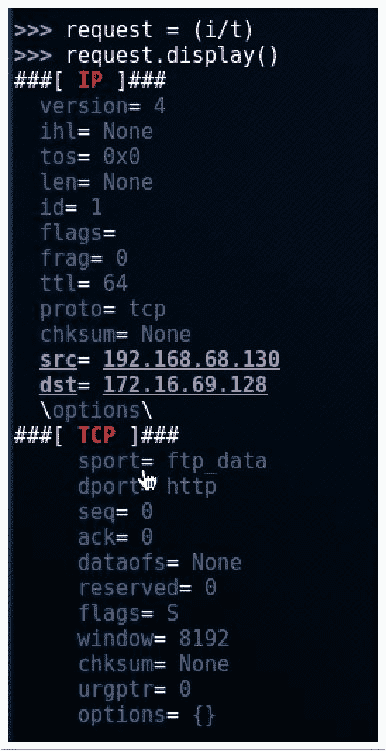 >>> request = (i/t)
>>> request.display()
###[ IP ]###
version= 4
ihl= None
tos= 0x0
len= None
id= 1
flags=
frag= 0
ttl= 64
proto= tcp
chksum= None
src= 192.168.68.130
dst= 172.16.69.128
\options\
###[ TCP ]###
sport= ftp_data
dport= http
seq= 0
ack= 0
dataofs= None
reserved= 0
flags= S
window= 8192
chksum= None
urgptr= 0
options= {}